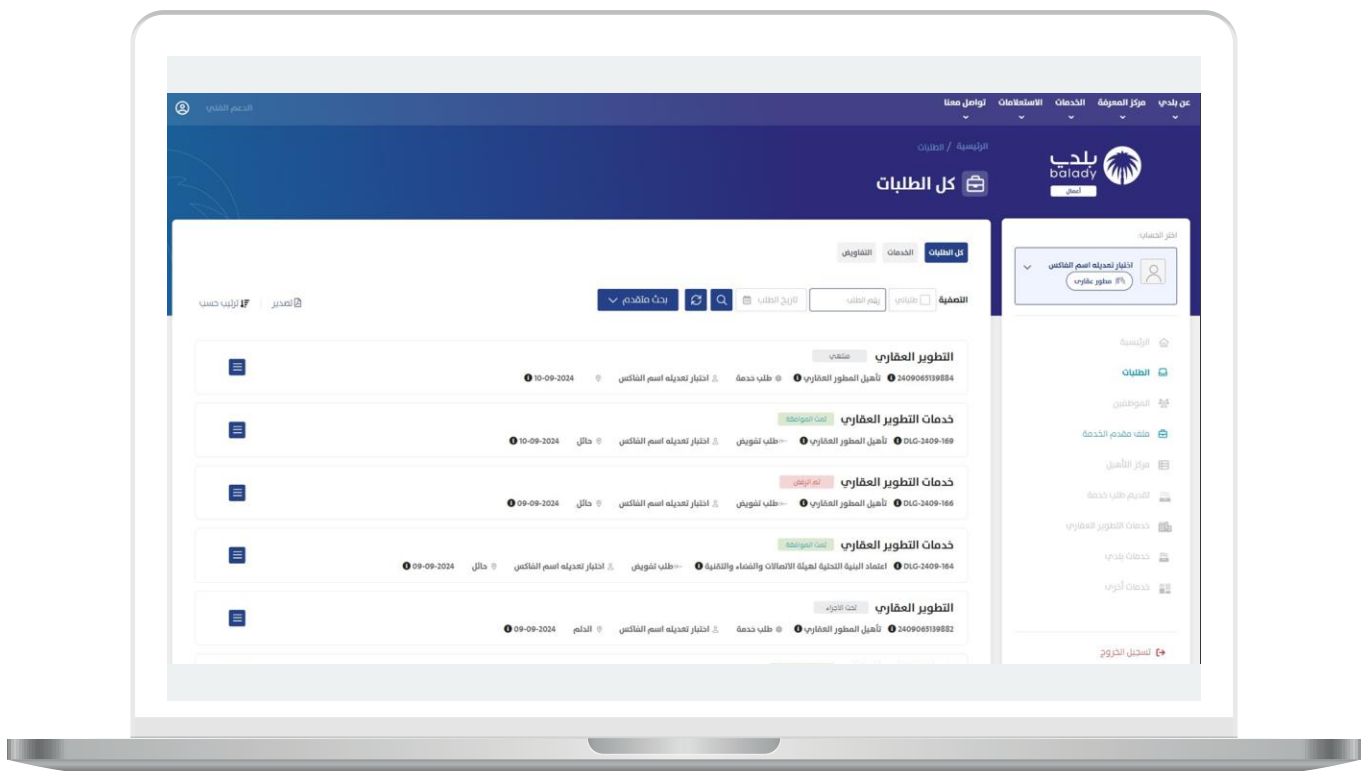 عن بلدي مركز المعرفة الخدمات الاستعلامات تواصل معنا
الدعم الفني
بلدي
balady
أعمال
الرئيسية / الطلبات
كل الطلبات
اختر الحساب:
اختبار تعديله اسم الفاكس
مطور عقاري
الرئيسية
الطلبات
الموظفين
ملف مقدم الخدمة
مركز التأهيل
تقديم طلب خدمة
خدمات التطوير العقاري
خدمات بلدي
خدمات أخرى
تسجيل الخروج
كل الطلبات الخدمات التفاويض
التصفية طلباتي رقم الطلب تاريخ الطلب بحث متقدم
تصدير ترتيب حسب
التطوير العقاري منتهي
2409065139884 تأهيل المطور العقاري طلب خدمة اختبار تعديله اسم الفاكس 10-09-2024
خدمات التطوير العقاري تمت الموافقة
DLG-2409-169 تأهيل المطور العقاري طلب تفويض اختبار تعديله اسم الفاكس حائل 10-09-2024
خدمات التطوير العقاري تم الرفض
DLG-2409-166 تأهيل المطور العقاري طلب تفويض اختبار تعديله اسم الفاكس حائل 09-09-2024
خدمات التطوير العقاري تمت الموافقة
DLG-2409-164 اعتماد البنية التحتية لهيئة الاتصالات والفضاء والتقنية طلب تفويض اختبار تعديله اسم الفاكس حائل 09-09-2024
التطوير العقاري تحت الاجراء
2409065139882 تأهيل المطور العقاري طلب خدمة اختبار تعديله اسم الفاكس الدلم 09-09-2024